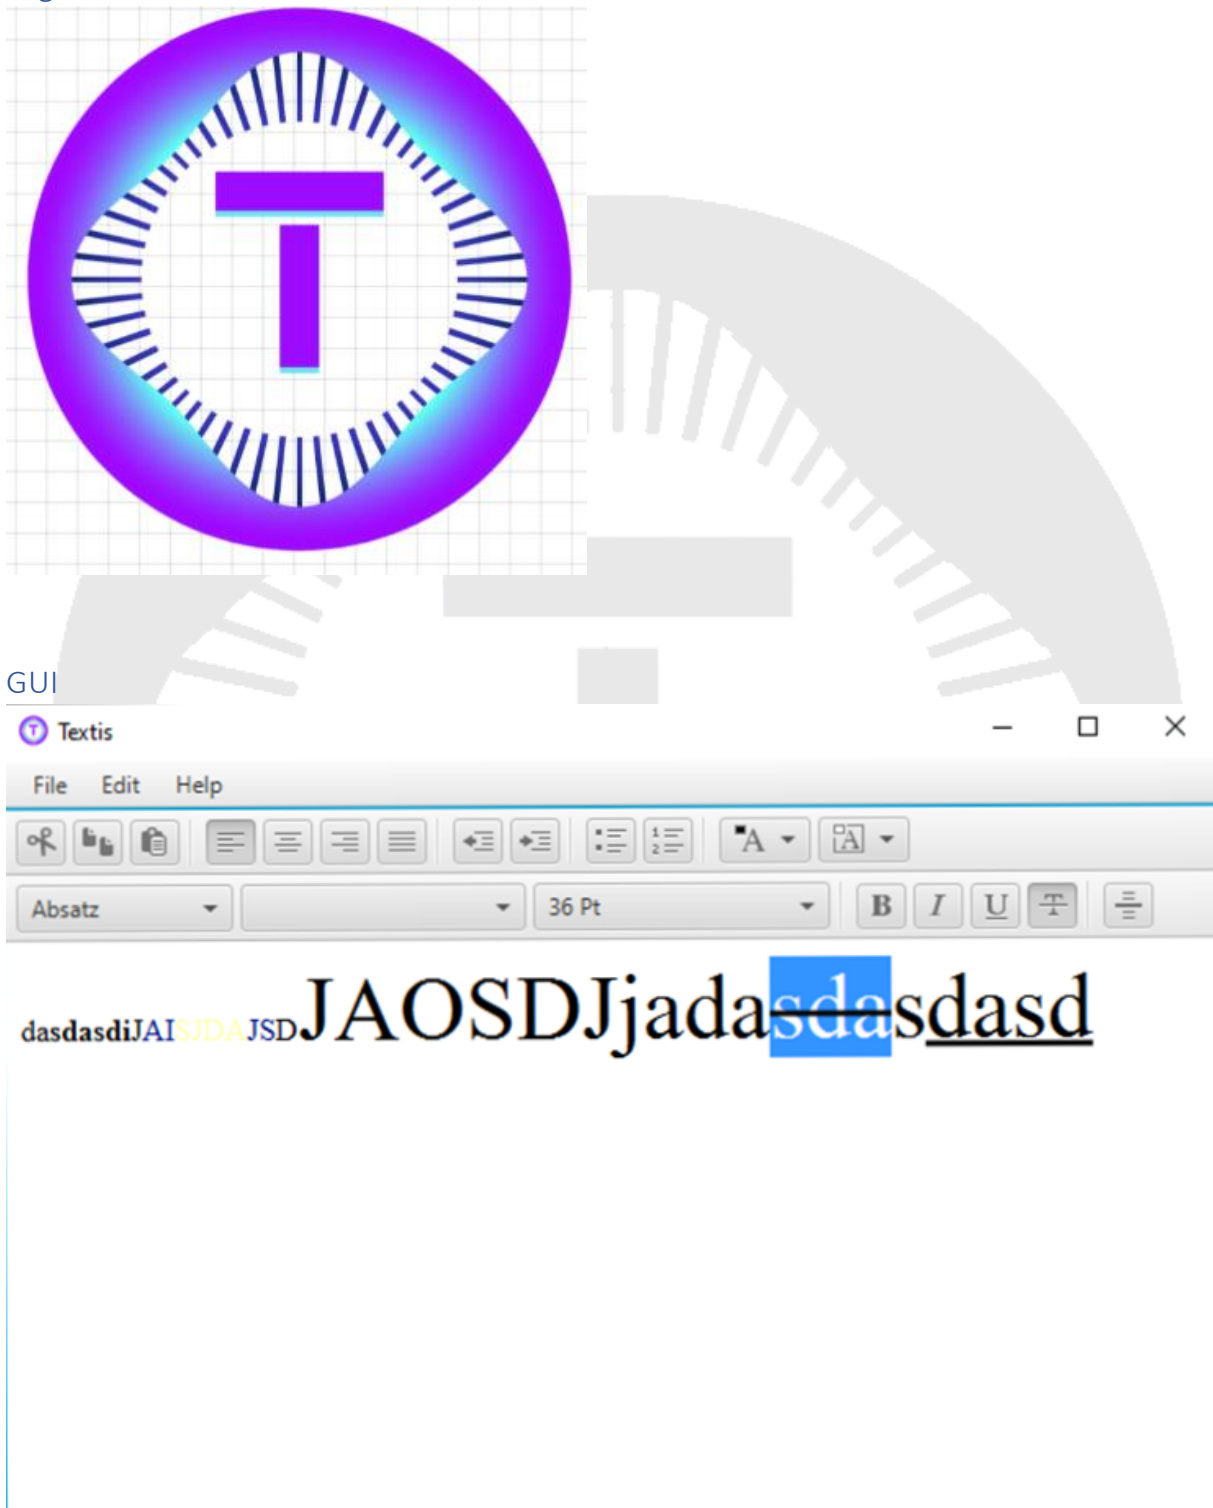 T
GUI
Textis
File Edit Help
Absatz 36 Pt B I U T
dasdasdiJAISJDAJSDJAOSDJjadasdasdasd